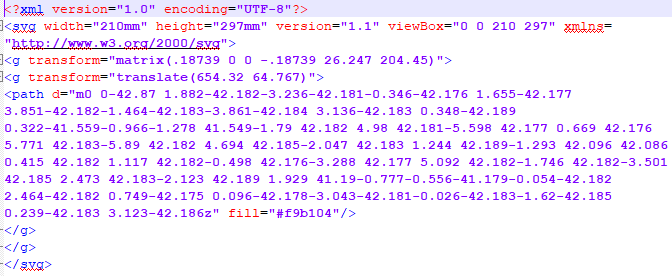 <?xml version="1.0" encoding="UTF-8"?>
<svg width="210mm" height="297mm" version="1.1" viewBox="0 0 210 297" xmlns=
"http://www.w3.org/2000/svg">
<g transform="matrix(.18739 0 0 -.18739 26.247 204.45)">
<g transform="translate(654.32 64.767)">
<path d="m0 0-42.87 1.882-42.182-3.236-42.181-0.346-42.176 1.655-42.177
3.851-42.182-1.464-42.183-3.861-42.184 3.136-42.183 0.348-42.189
0.322-41.559-0.966-1.278 41.549-1.79 42.182 4.98 42.181-5.598 42.177 0.669 42.176
5.771 42.183-5.89 42.182 4.694 42.185-2.047 42.183 1.244 42.189-1.293 42.096 42.086
0.415 42.182 1.117 42.182-0.498 42.176-3.288 42.177 5.092 42.182-1.746 42.182-3.501
42.185 2.473 42.183-2.123 42.189 1.929 41.19-0.777-0.556-41.179-0.054-42.182
2.464-42.182 0.749-42.175 0.096-42.178-3.043-42.181-0.026-42.183-1.62-42.185
0.239-42.183 3.123-42.186z" fill="#f9b104"/>
</g>
</g>
</svg>